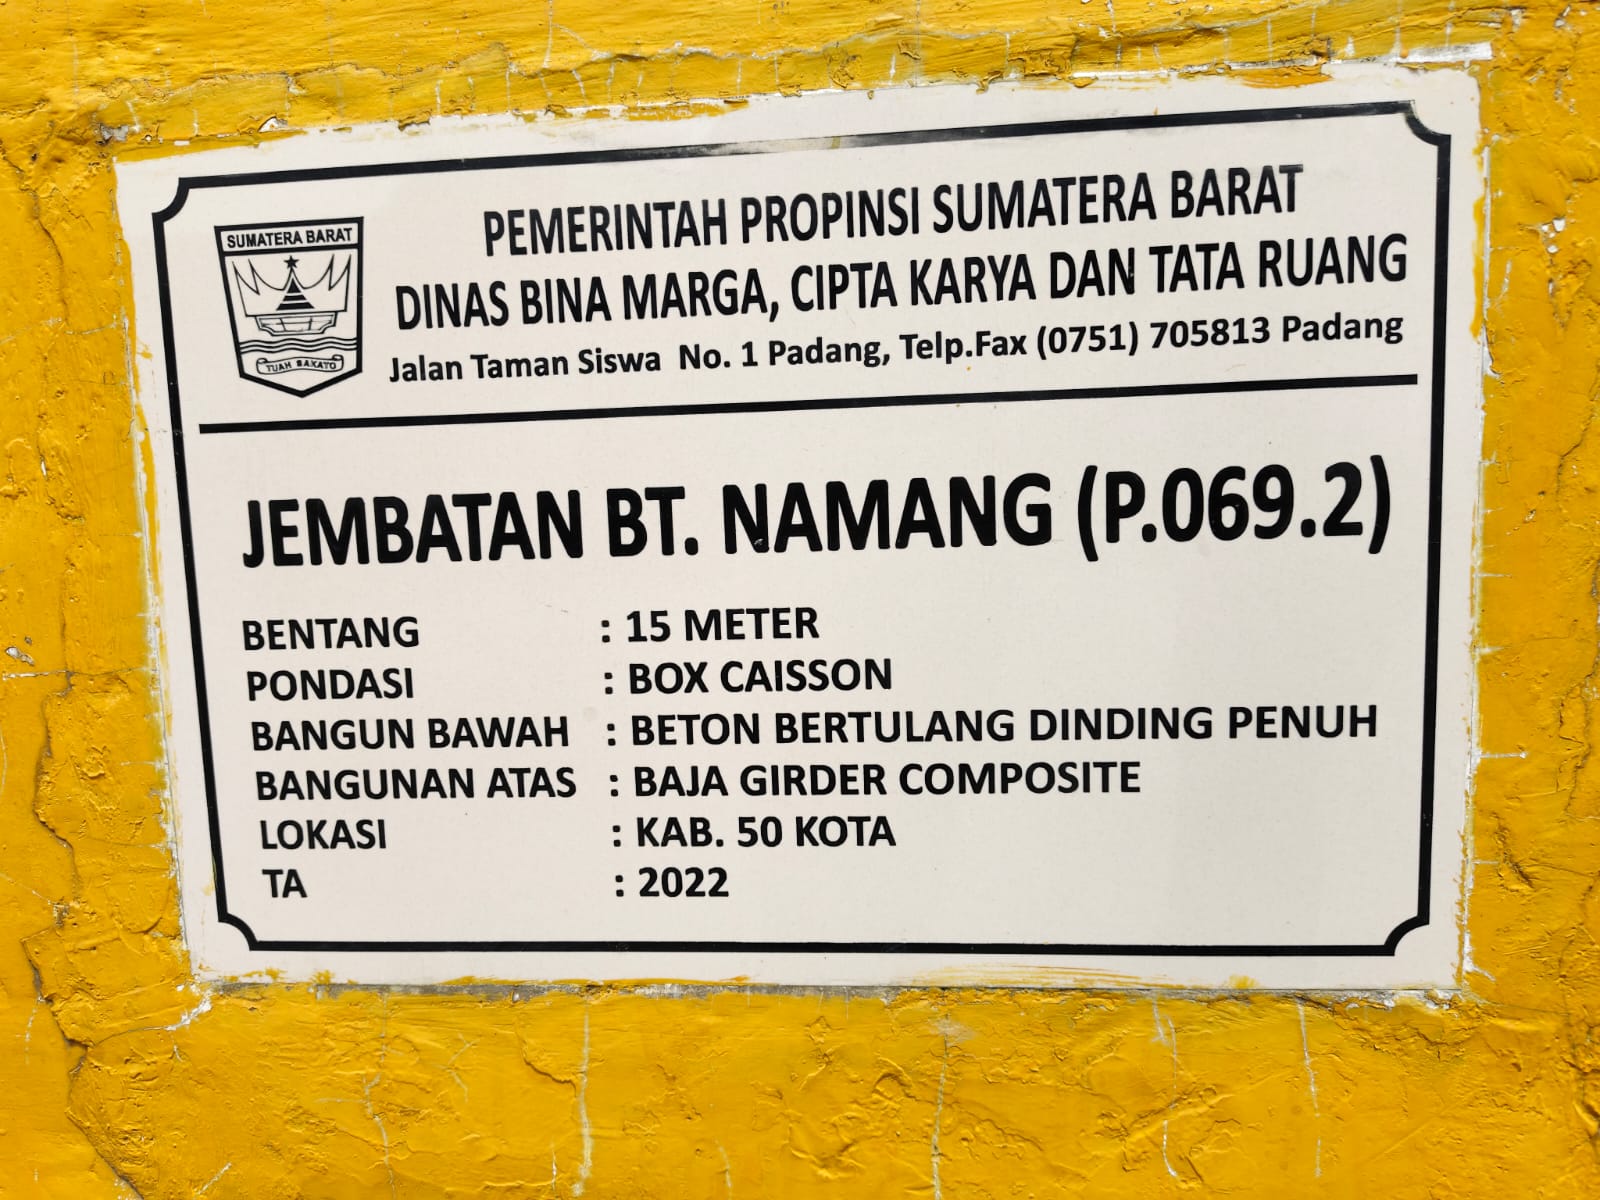 SUMATERA BARAT
TUAH SAKATO
PEMERINTAH PROPINSI SUMATERA BARAT
DINAS BINA MARGA, CIPTA KARYA DAN TATA RUANG
Jalan Taman Siswa No. 1 Padang, Telp.Fax (0751) 705813 Padang
JEMBATAN BT. NAMANG (P.069.2)
BENTANG : 15 METER
PONDASI : BOX CAISSON
BANGUN BAWAH : BETON BERTULANG DINDING PENUH
BANGUNAN ATAS : BAJA GIRDER COMPOSITE
LOKASI : KAB. 50 KOTA
TA : 2022